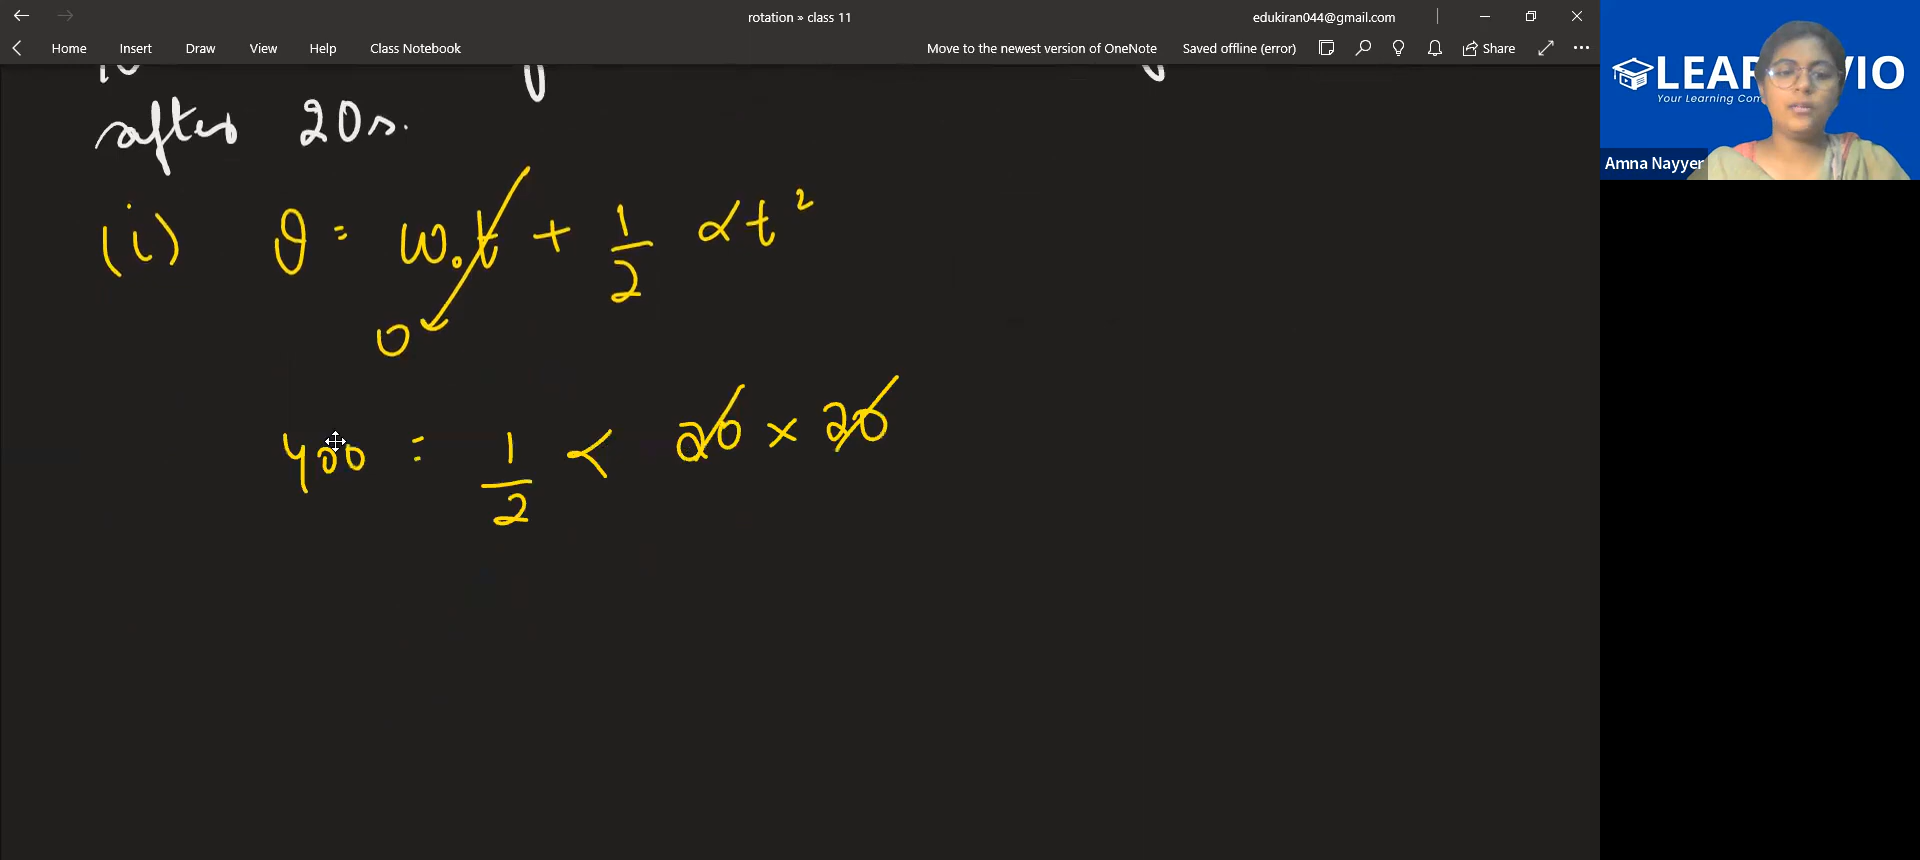 rotation » class 11
edukiran044@gmail.com
Home Insert Draw View Help Class Notebook
Move to the newest version of OneNote Saved offline (error) Share
after 20s.
(i) θ = ω₀t + 1/2 αt²
0
400 = 1/2 α 20 × 20
Your Learning Com
Amna Nayyer